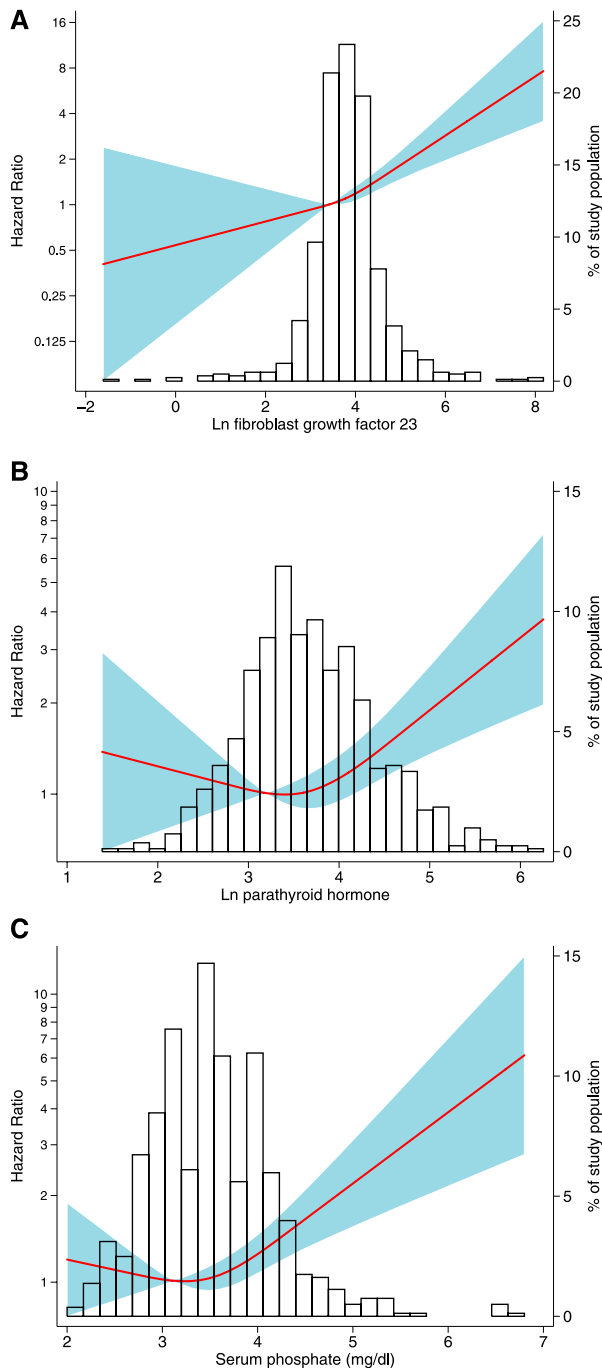 A
16
8
4
2
1
0.5
0.25
0.125
Hazard Ratio
25
20
15
10
5
0
% of study population
−2 0 2 4 6 8
Ln fibroblast growth factor 23
B
10
9
8
7
6
5
4
3
2
1
Hazard Ratio
15
10
5
0
% of study population
1 2 3 4 5 6
Ln parathyroid hormone
C
10
9
8
7
6
5
4
3
2
1
Hazard Ratio
15
10
5
0
% of study population
2 3 4 5 6 7
Serum phosphate (mg/dl)